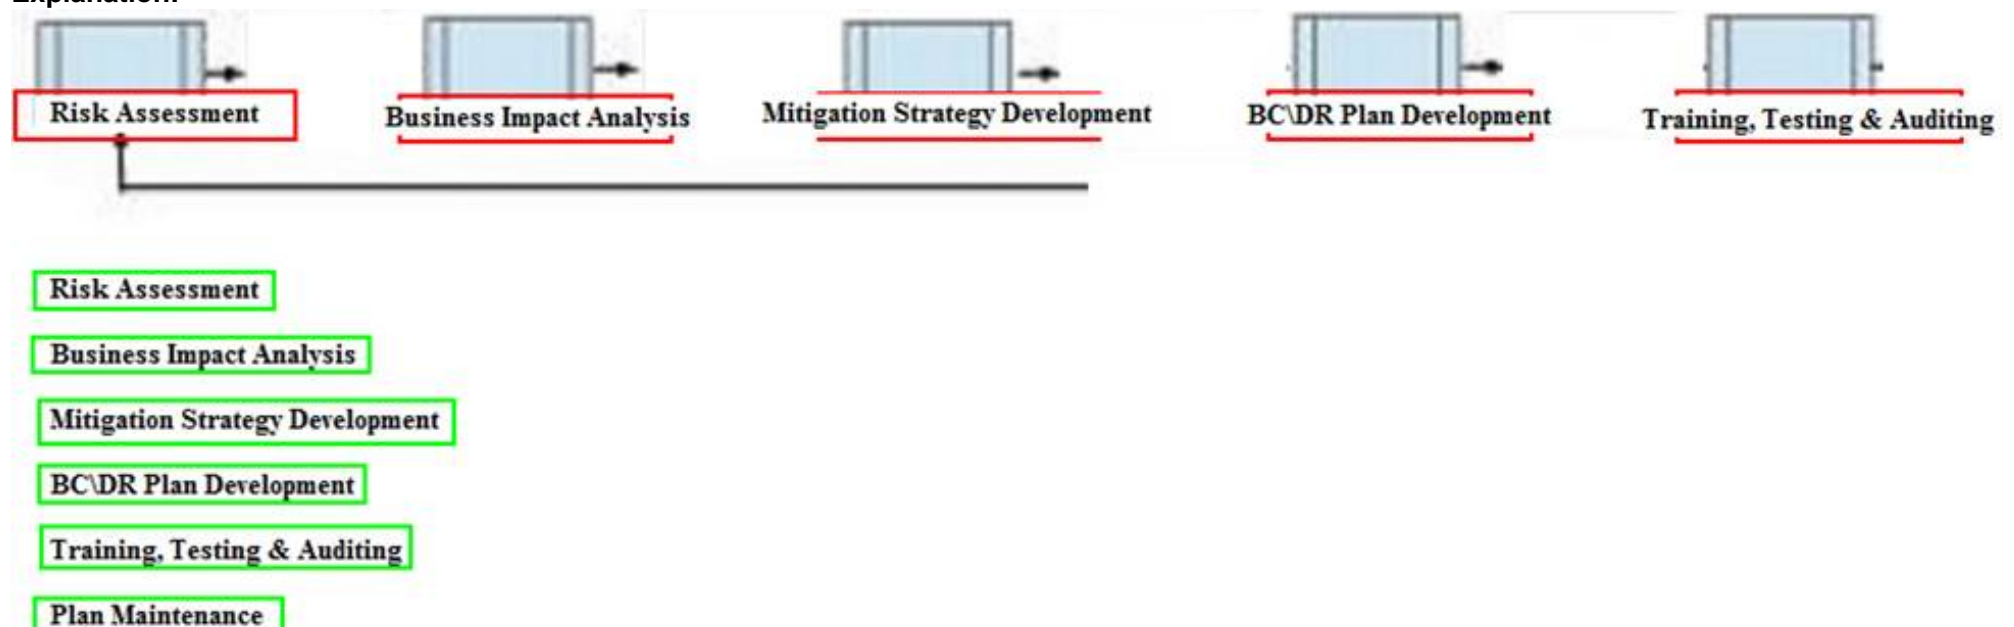 Explanation:
Risk Assessment
Business Impact Analysis
Mitigation Strategy Development
BC\DR Plan Development
Training, Testing & Auditing
Risk Assessment
Business Impact Analysis
Mitigation Strategy Development
BC\DR Plan Development
Training, Testing & Auditing
Plan Maintenance